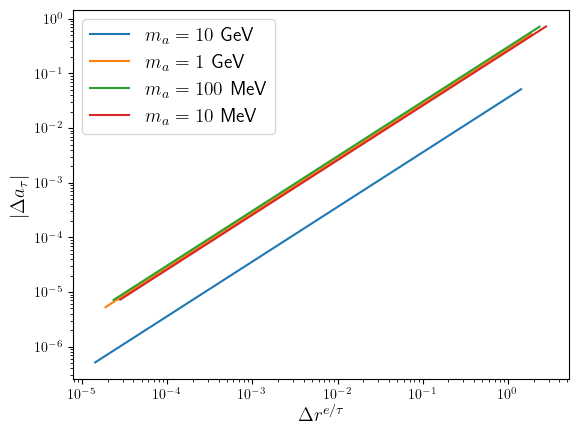 m_a = 10 GeV
m_a = 1 GeV
m_a = 100 MeV
m_a = 10 MeV
10^0
10^{-1}
10^{-2}
10^{-3}
10^{-4}
10^{-5}
10^{-6}
|Δa_τ|
10^{-5} 10^{-4} 10^{-3} 10^{-2} 10^{-1} 10^0
Δr^{e/τ}